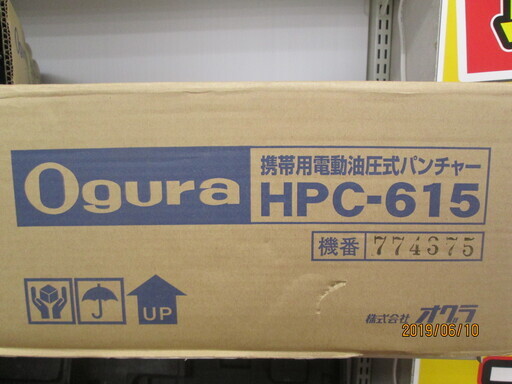 Ogura
携帯用電動油圧式パンチャー
HPC-615
機番 774675
UP
株式会社 オグラ
2019/06/10